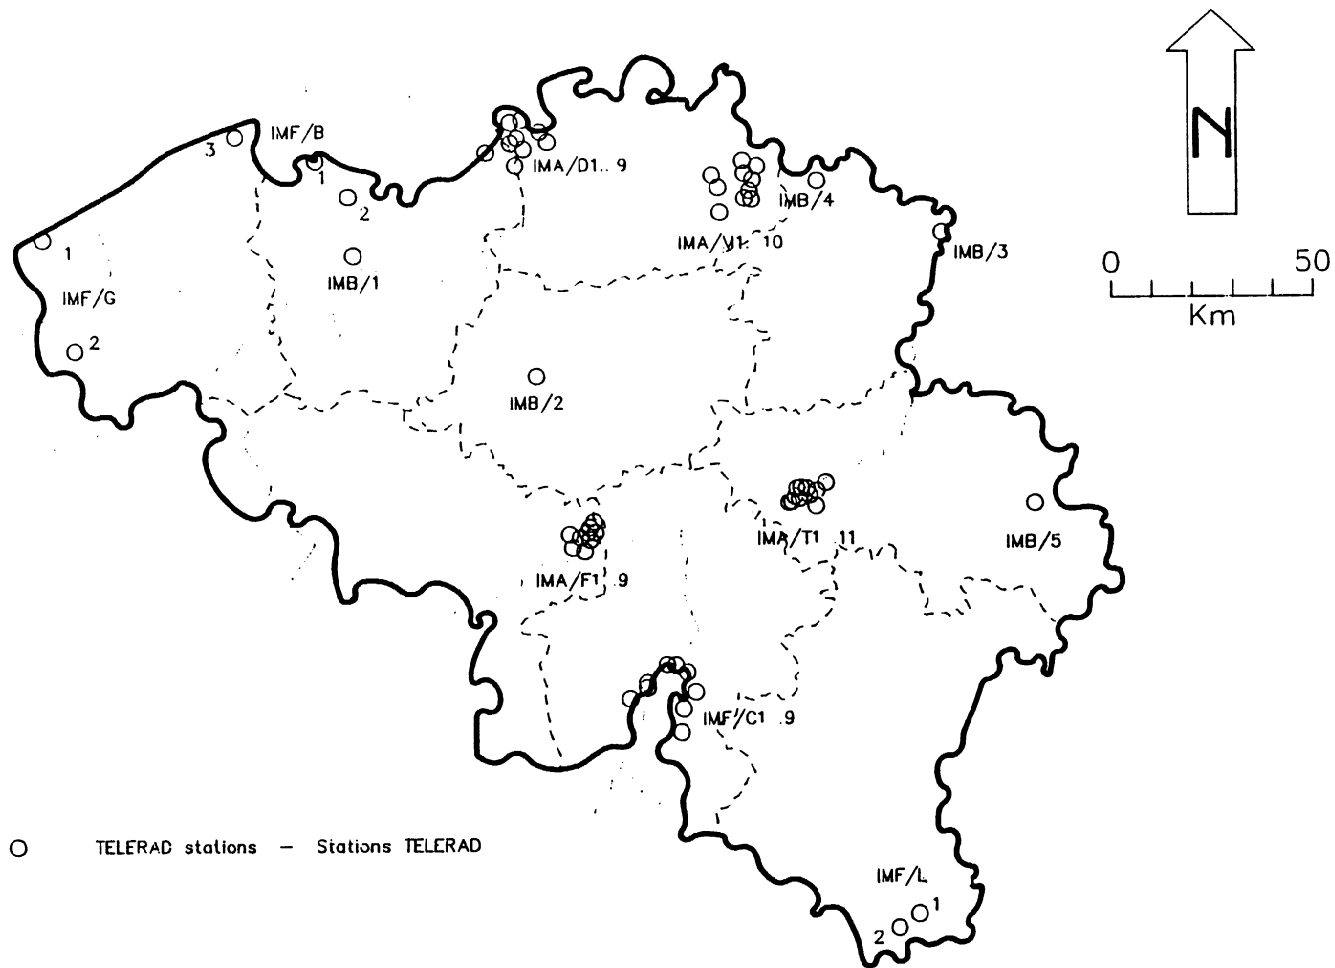 N
IMF/B
3
1
IMA/D1.. 9
2
IMB/4
1
IMA/V1. 10
IMB/3
0 50
Km
IMB/1
IMF/G
2
IMB/2
IMA/T1 11
IMB/5
IMA/F1 .9
IMF/C1 .9
TELERAD stations – Stations TELERAD
IMF/L
1
2